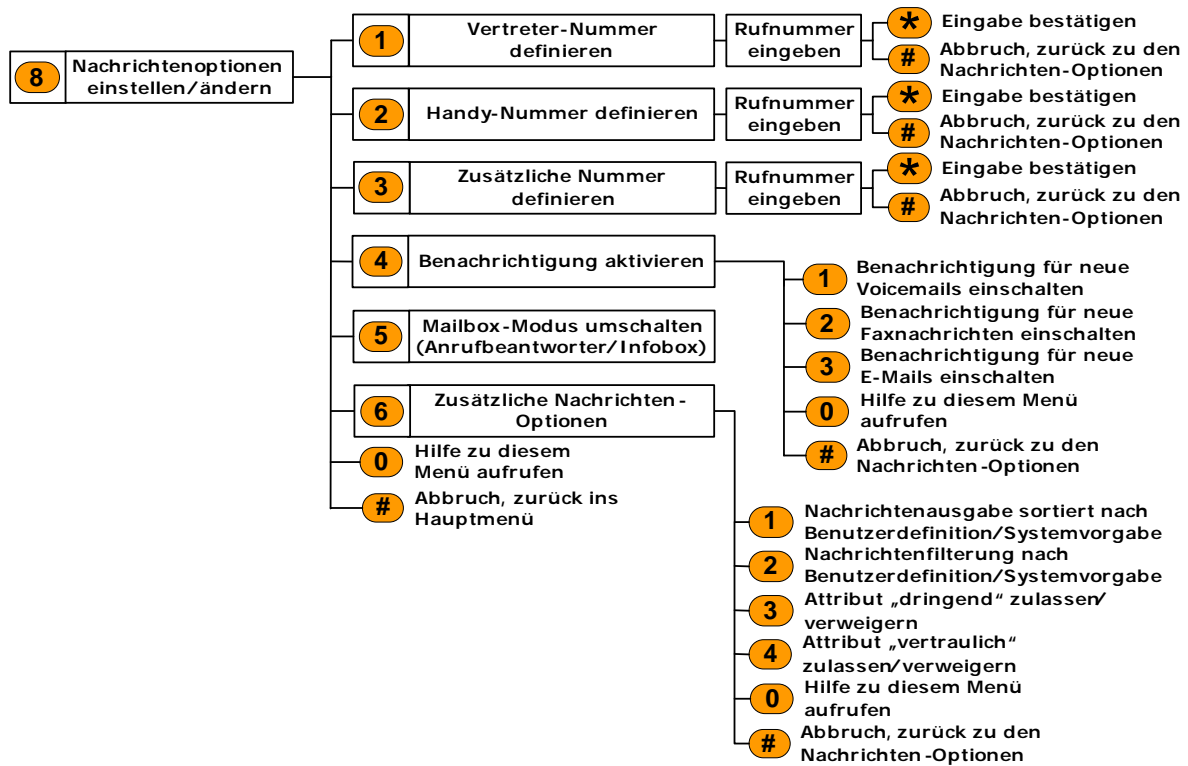 8
Nachrichtenoptionen
einstellen/ändern
1
Vertreter-Nummer
definieren
Rufnummer
eingeben
*
Eingabe bestätigen
#
Abbruch, zurück zu den
Nachrichten-Optionen
2
Handy-Nummer definieren
Rufnummer
eingeben
*
Eingabe bestätigen
#
Abbruch, zurück zu den
Nachrichten-Optionen
3
Zusätzliche Nummer
definieren
Rufnummer
eingeben
*
Eingabe bestätigen
#
Abbruch, zurück zu den
Nachrichten-Optionen
4
Benachrichtigung aktivieren
1
Benachrichtigung für neue
Voicemails einschalten
2
Benachrichtigung für neue
Faxnachrichten einschalten
3
Benachrichtigung für neue
E-Mails einschalten
0
Hilfe zu diesem Menü
aufrufen
#
Abbruch, zurück zu den
Nachrichten-Optionen
5
Mailbox-Modus umschalten
(Anrufbeantworter/Infobox)
6
Zusätzliche Nachrichten-
Optionen
1
Nachrichtenausgabe sortiert nach
Benutzerdefinition/Systemvorgabe
2
Nachrichtenfilterung nach
Benutzerdefinition/Systemvorgabe
3
Attribut „dringend“ zulassen/
verweigern
4
Attribut „vertraulich“
zulassen/verweigern
0
Hilfe zu diesem Menü
aufrufen
#
Abbruch, zurück zu den
Nachrichten-Optionen
0
Hilfe zu diesem
Menü aufrufen
#
Abbruch, zurück ins
Hauptmenü